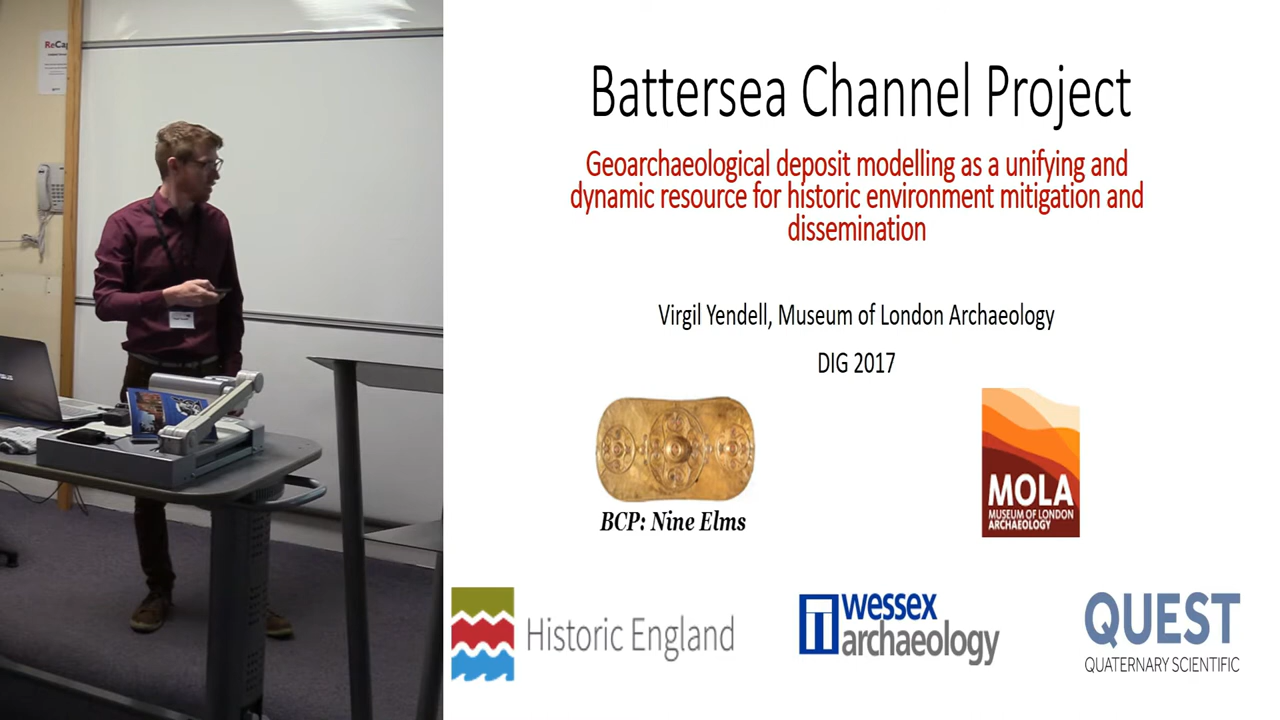 ReCap
Battersea Channel Project
Geoarchaeological deposit modelling as a unifying and
dynamic resource for historic environment mitigation and
dissemination
Virgil Yendell, Museum of London Archaeology
DIG 2017
BCP: Nine Elms
MOLA
MUSEUM OF LONDON
ARCHAEOLOGY
Historic England
wessex
archaeology
QUEST
QUATERNARY SCIENTIFIC